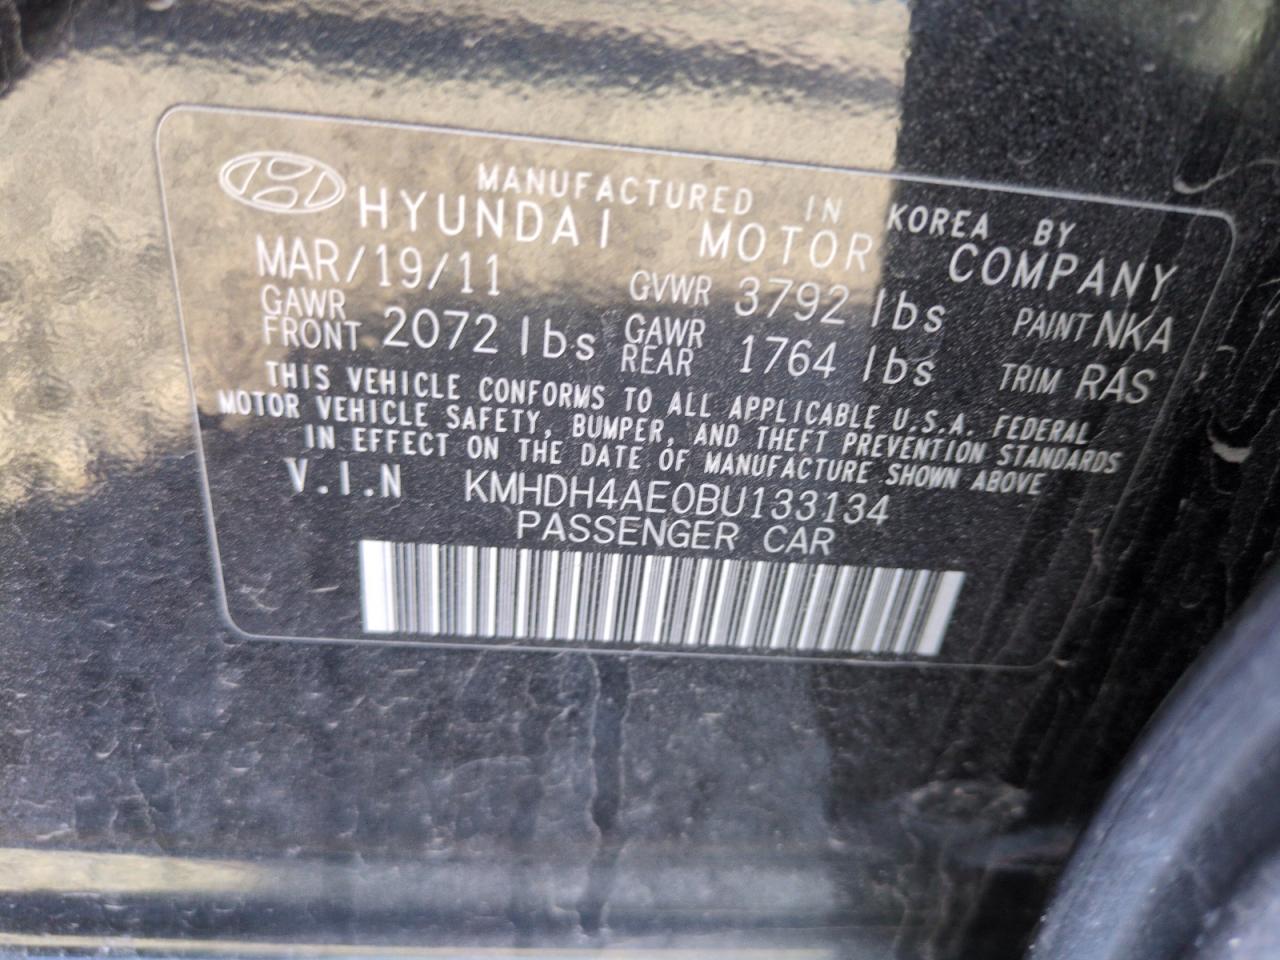 MANUFACTURED IN KOREA BY
HYUNDAI MOTOR COMPANY
MAR/19/11 GVWR 3792 lbs PAINT NKA
GAWR FRONT 2072 lbs GAWR REAR 1764 lbs TRIM RAS
THIS VEHICLE CONFORMS TO ALL APPLICABLE U.S.A. FEDERAL
MOTOR VEHICLE SAFETY, BUMPER, AND THEFT PREVENTION STANDARDS
IN EFFECT ON THE DATE OF MANUFACTURE SHOWN ABOVE
V.I.N KMHDH4AE0BU133134
PASSENGER CAR